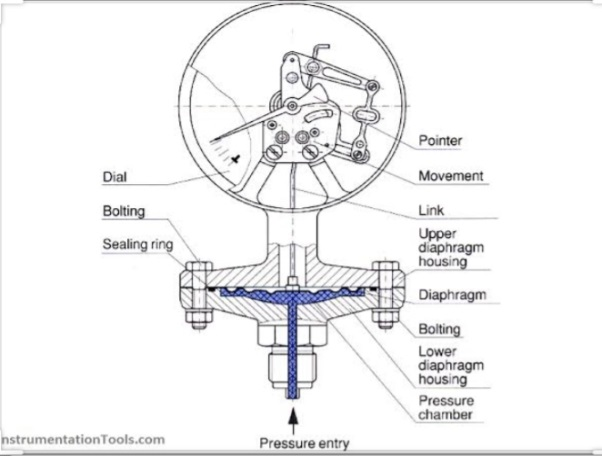 Pointer
Dial
Movement
Bolting
Link
Sealing ring
Upper
diaphragm
housing
Diaphragm
Bolting
Lower
diaphragm
housing
Pressure
chamber
nstrumentationTools.com
Pressure entry